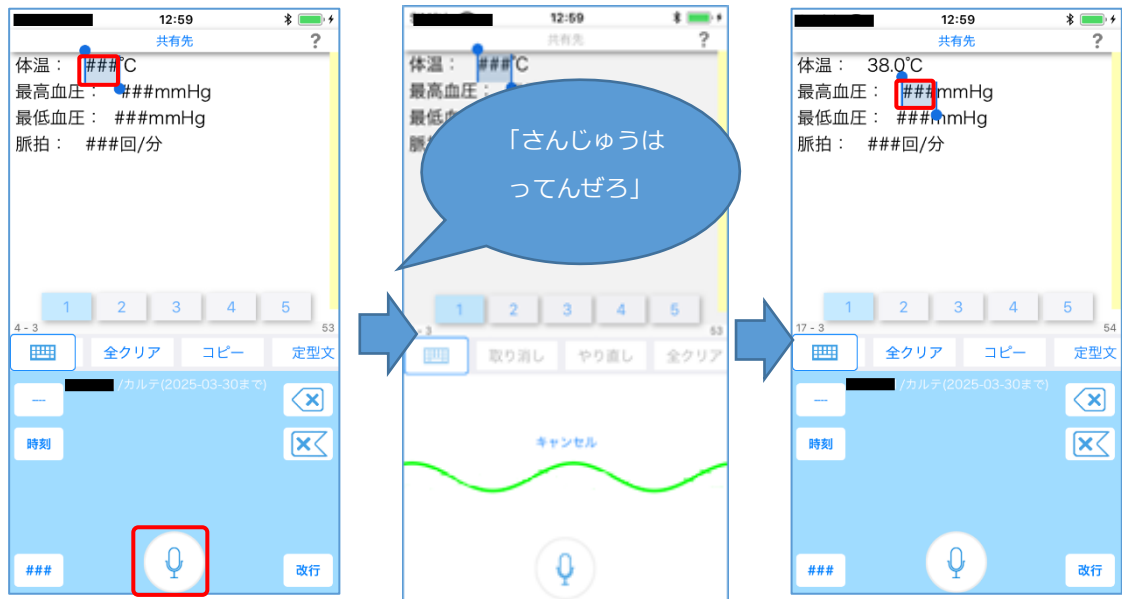 12:59
共有先
?
体温： ###℃
最高血圧： ###mmHg
最低血圧： ###mmHg
脈拍： ###回/分
1 2 3 4 5
4 - 3
53
全クリア
コピー
定型文
/カルテ(2025-03-30まで)
---
時刻
###
改行
12:59
共有先
?
体温： ###℃
最高血圧：
最低血
「さんじゅうは
ってんぜろ」
1 2 3 4 5
- 3
53
取り消し
やり直し
全クリア
キャンセル
12:59
共有先
?
体温： 38.0℃
最高血圧： ###mmHg
最低血圧： ###mmHg
脈拍： ###回/分
1 2 3 4 5
17 - 3
54
全クリア
コピー
定型文
/カルテ(2025-03-30まで)
---
時刻
###
改行